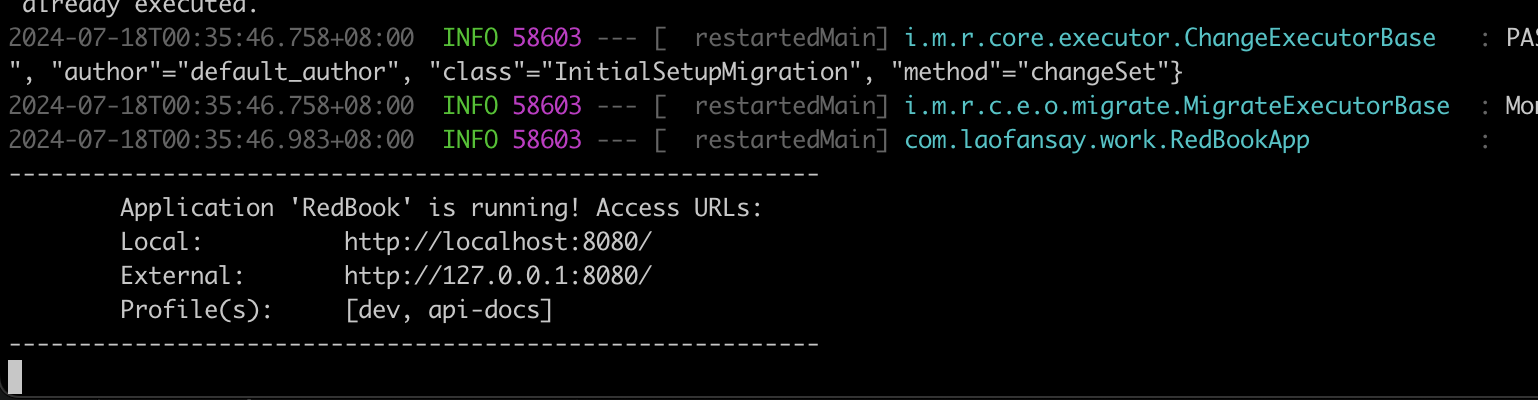 already executed.
2024-07-18T00:35:46.758+08:00  INFO 58603 --- [  restartedMain] i.m.r.core.executor.ChangeExecutorBase   : PAS
", "author"="default_author", "class"="InitialSetupMigration", "method"="changeSet"}
2024-07-18T00:35:46.758+08:00  INFO 58603 --- [  restartedMain] i.m.r.c.e.o.migrate.MigrateExecutorBase  : Mon
2024-07-18T00:35:46.983+08:00  INFO 58603 --- [  restartedMain] com.laofansay.work.RedBookApp            :
----------------------------------------------------------
Application 'RedBook' is running! Access URLs:
Local:          http://localhost:8080/
External:       http://127.0.0.1:8080/
Profile(s):     [dev, api-docs]
----------------------------------------------------------